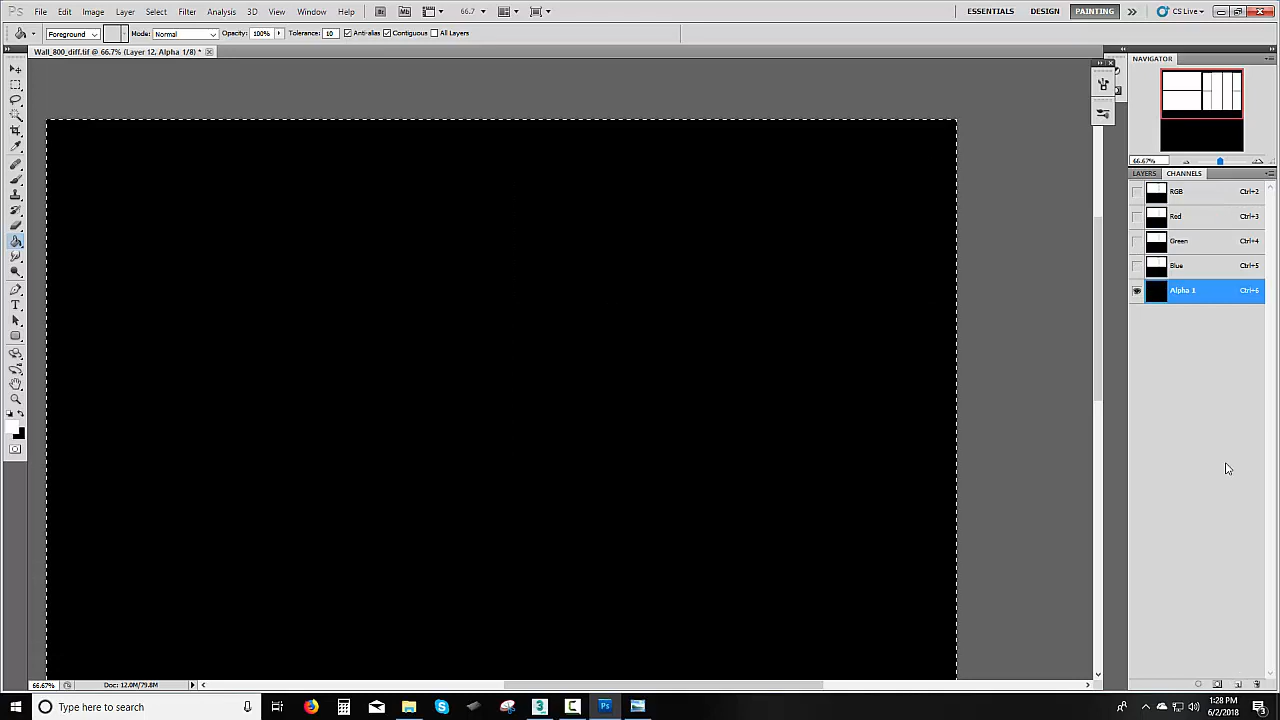 Ps File Edit Image Layer Select Filter Analysis 3D View Window Help Br Mb 66.7 ESSENTIALS DESIGN PAINTING CS Live
Foreground Mode: Normal Opacity: 100% Tolerance: 10 Anti-alias Contiguous All Layers
Wall_800_diff.tif @ 66.7% (Layer 12, Alpha 1/8) *
NAVIGATOR
66.67%
LAYERS CHANNELS
RGB Ctrl+2
Red Ctrl+3
Green Ctrl+4
Blue Ctrl+5
Alpha 1 Ctrl+6
66.67% Doc: 12.0M/79.8M
Type here to search
1:28 PM
6/2/2018